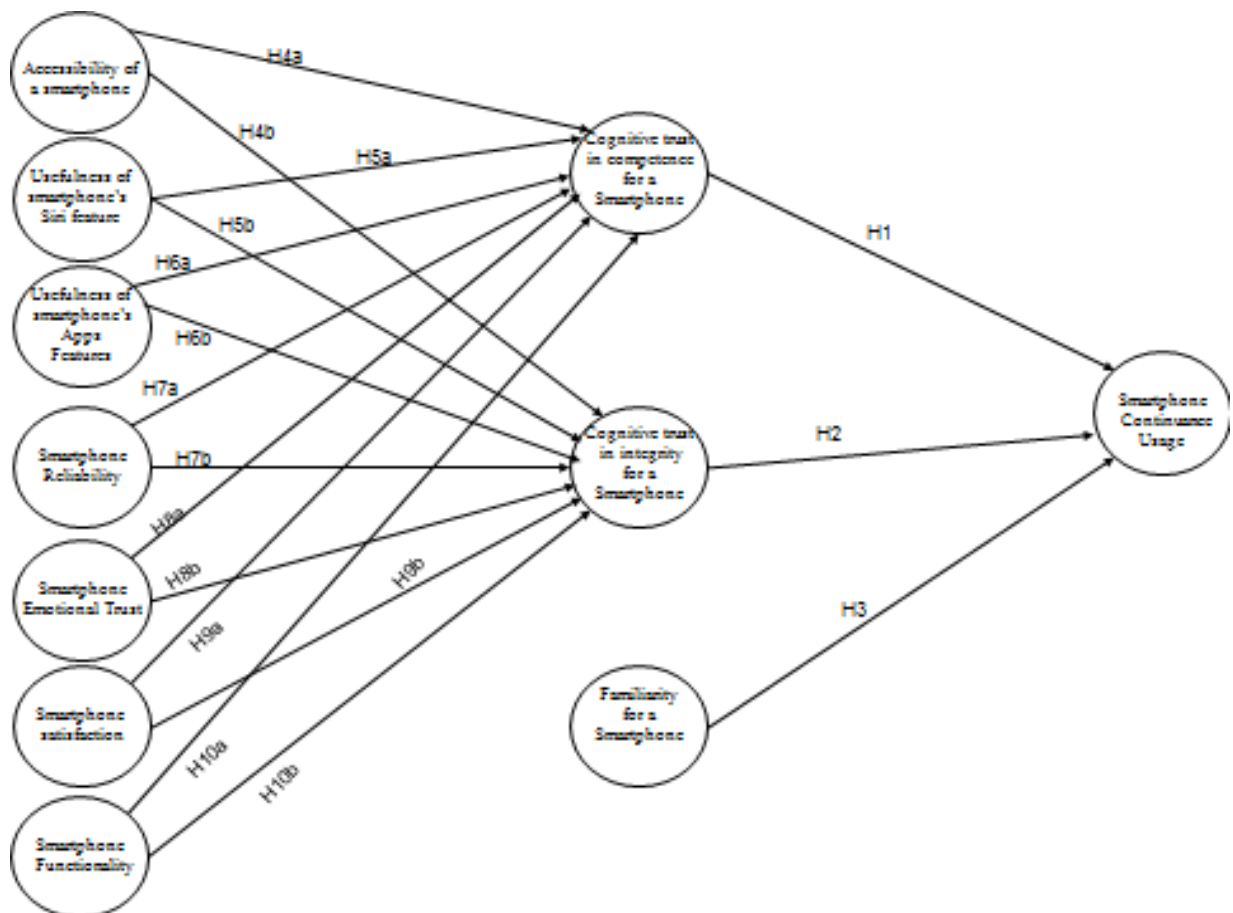 H4a
Accessibility of
a smartphone
H4b
Cognitive trust
in competence
for a
Smartphone
H5a
Usefulness of
smartphone's
Siri feature
H5b
H1
H6a
Usefulness of
smartphone's
Apps
Features
H6b
H7a
Smartphone
Continuance
Usage
Smartphone
Reliability
H7b
Cognitive trust
in integrity
for a
Smartphone
H2
H8a
Smartphone
Emotional Trust
H8b
H9b
H3
H9a
Smartphone
satisfaction
Familiarity
for a
Smartphone
H10a
H10b
Smartphone
Functionality